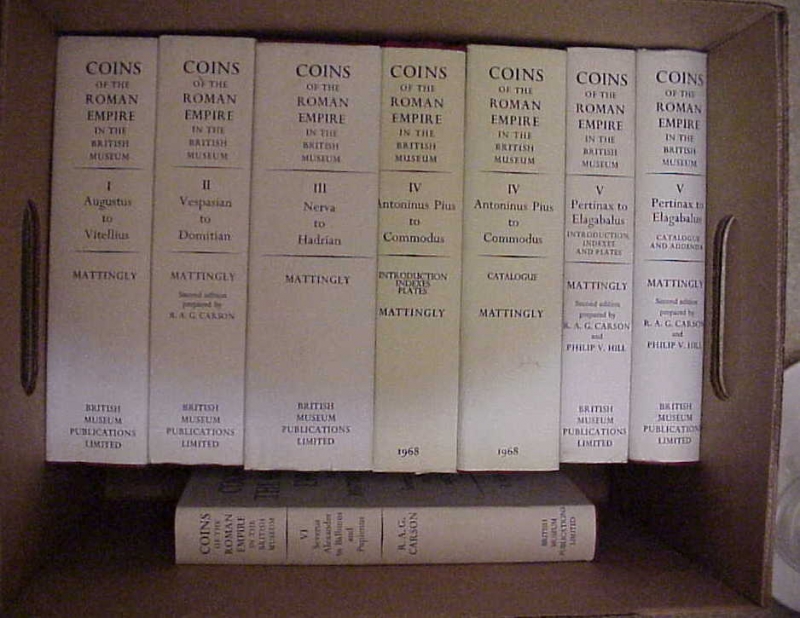 COINS
OF THE
ROMAN
EMPIRE
IN THE
BRITISH
MUSEUM
I
Augustus
to
Vitellius
MATTINGLY
BRITISH
MUSEUM
PUBLICATIONS
LIMITED
COINS
OF THE
ROMAN
EMPIRE
IN THE
BRITISH
MUSEUM
II
Vespasian
to
Domitian
MATTINGLY
Second edition
prepared by
R. A. G. CARSON
BRITISH
MUSEUM
PUBLICATIONS
LIMITED
COINS
OF THE
ROMAN
EMPIRE
IN THE
BRITISH
MUSEUM
III
Nerva
to
Hadrian
MATTINGLY
BRITISH
MUSEUM
PUBLICATIONS
LIMITED
COINS
OF THE
ROMAN
EMPIRE
IN THE
BRITISH
MUSEUM
IV
Antoninus Pius
to
Commodus
INTRODUCTION
INDEXES
PLATES
MATTINGLY
1968
COINS
OF THE
ROMAN
EMPIRE
IN THE
BRITISH
MUSEUM
IV
Antoninus Pius
to
Commodus
CATALOGUE
MATTINGLY
1968
COINS
OF THE
ROMAN
EMPIRE
IN THE
BRITISH
MUSEUM
V
Pertinax to
Elagabalus
INTRODUCTION,
INDEXES
AND PLATES
MATTINGLY
Second edition
prepared by
R. A. G. CARSON
and
PHILIP V. HILL
BRITISH
MUSEUM
PUBLICATIONS
LIMITED
COINS
OF THE
ROMAN
EMPIRE
IN THE
BRITISH
MUSEUM
V
Pertinax to
Elagabalus
CATALOGUE
AND ADDENDA
MATTINGLY
Second edition
prepared by
R. A. G. CARSON
and
PHILIP V. HILL
BRITISH
MUSEUM
PUBLICATIONS
LIMITED
COINS
OF THE
ROMAN
EMPIRE
IN THE
BRITISH
MUSEUM
VI
Severus
Alexander
to Balbinus
and
Pupienus
R. A. G.
CARSON
BRITISH
MUSEUM
PUBLICATIONS
LIMITED